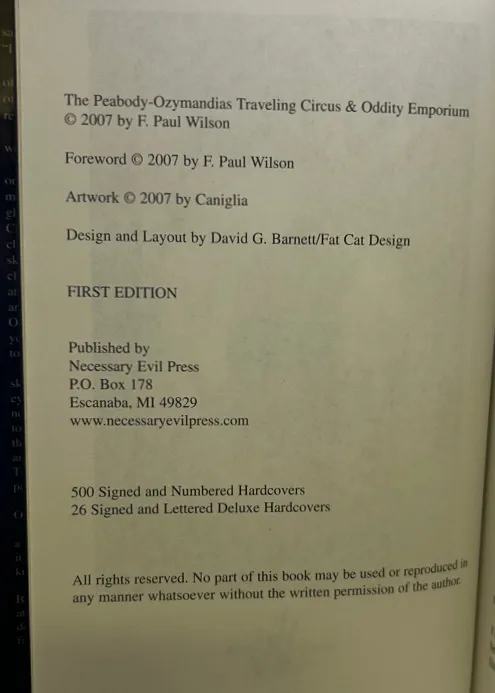 The Peabody-Ozymandias Traveling Circus & Oddity Emporium
© 2007 by F. Paul Wilson
Foreword © 2007 by F. Paul Wilson
Artwork © 2007 by Caniglia
Design and Layout by David G. Barnett/Fat Cat Design
FIRST EDITION
Published by
Necessary Evil Press
P.O. Box 178
Escanaba, MI 49829
www.necessaryevilpress.com
500 Signed and Numbered Hardcovers
26 Signed and Lettered Deluxe Hardcovers
All rights reserved. No part of this book may be used or reproduced in
any manner whatsoever without the written permission of the author.